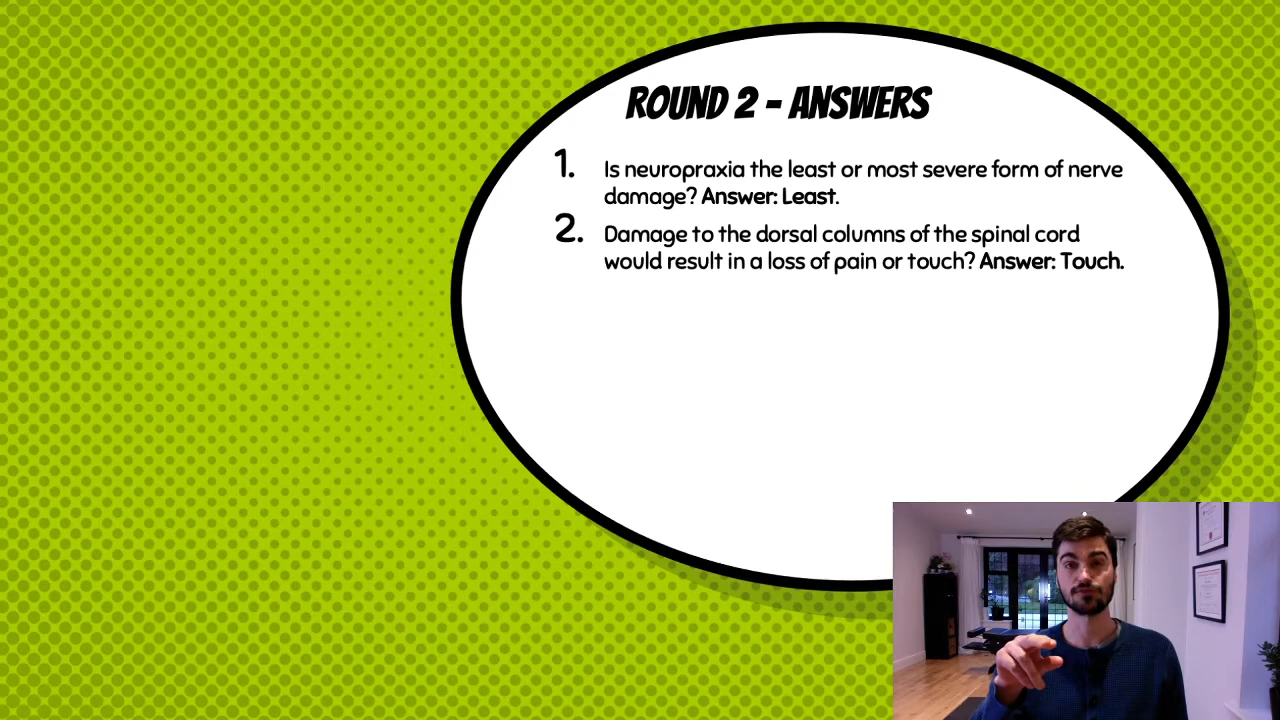 ROUND 2 - ANSWERS
1. Is neuropraxia the least or most severe form of nerve
damage? Answer: Least.
2. Damage to the dorsal columns of the spinal cord
would result in a loss of pain or touch? Answer: Touch.